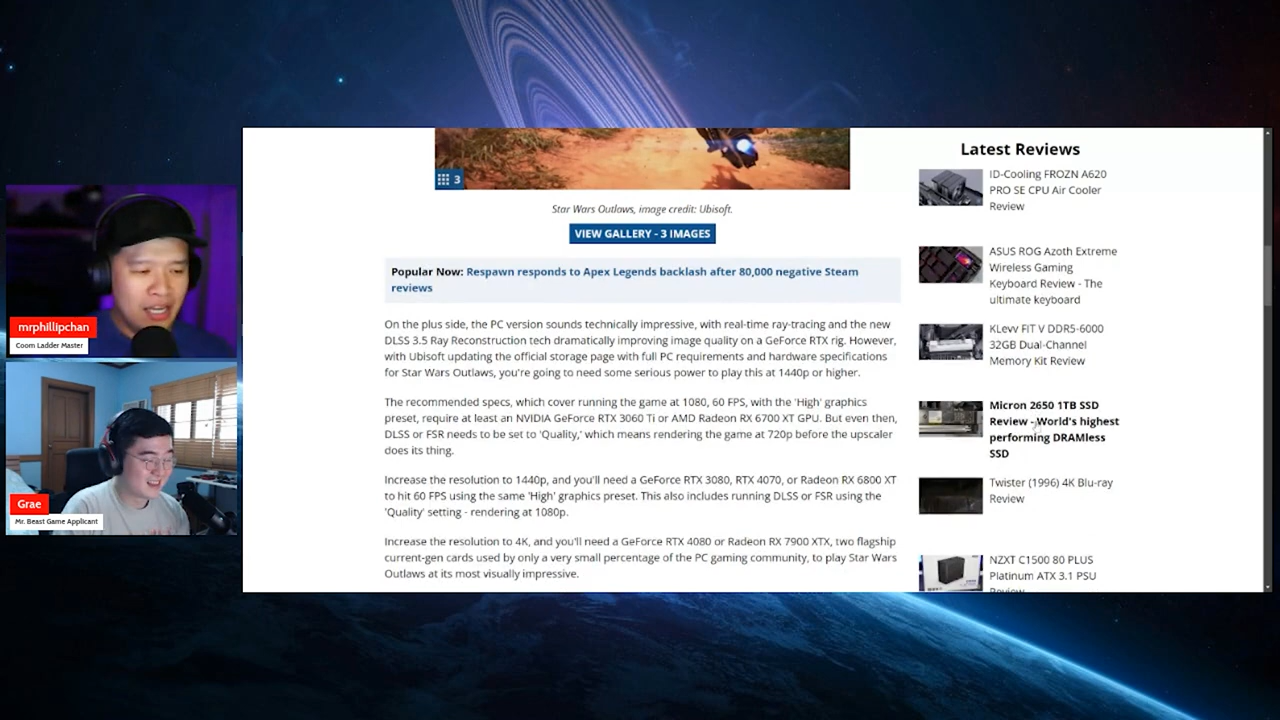 mrphillipchan
Coom Ladder Master
Grae
Mr. Beast Game Applicant
3
Star Wars Outlaws, image credit: Ubisoft.
VIEW GALLERY - 3 IMAGES
Popular Now: Respawn responds to Apex Legends backlash after 80,000 negative Steam
reviews
On the plus side, the PC version sounds technically impressive, with real-time ray-tracing and the new
DLSS 3.5 Ray Reconstruction tech dramatically improving image quality on a GeForce RTX rig. However,
with Ubisoft updating the official storage page with full PC requirements and hardware specifications
for Star Wars Outlaws, you're going to need some serious power to play this at 1440p or higher.
The recommended specs, which cover running the game at 1080, 60 FPS, with the 'High' graphics
preset, require at least an NVIDIA GeForce RTX 3060 Ti or AMD Radeon RX 6700 XT GPU. But even then,
DLSS or FSR needs to be set to 'Quality,' which means rendering the game at 720p before the upscaler
does its thing.
Increase the resolution to 1440p, and you'll need a GeForce RTX 3080, RTX 4070, or Radeon RX 6800 XT
to hit 60 FPS using the same 'High' graphics preset. This also includes running DLSS or FSR using the
'Quality' setting - rendering at 1080p.
Increase the resolution to 4K, and you'll need a GeForce RTX 4080 or Radeon RX 7900 XTX, two flagship
current-gen cards used by only a very small percentage of the PC gaming community, to play Star Wars
Outlaws at its most visually impressive.
Latest Reviews
ID-Cooling FROZN A620
PRO SE CPU Air Cooler
Review
ASUS ROG Azoth Extreme
Wireless Gaming
Keyboard Review - The
ultimate keyboard
KLevv FIT V DDR5-6000
32GB Dual-Channel
Memory Kit Review
Micron 2650 1TB SSD
Review - World's highest
performing DRAMless
SSD
Twister (1996) 4K Blu-ray
Review
NZXT C1500 80 PLUS
Platinum ATX 3.1 PSU
Review